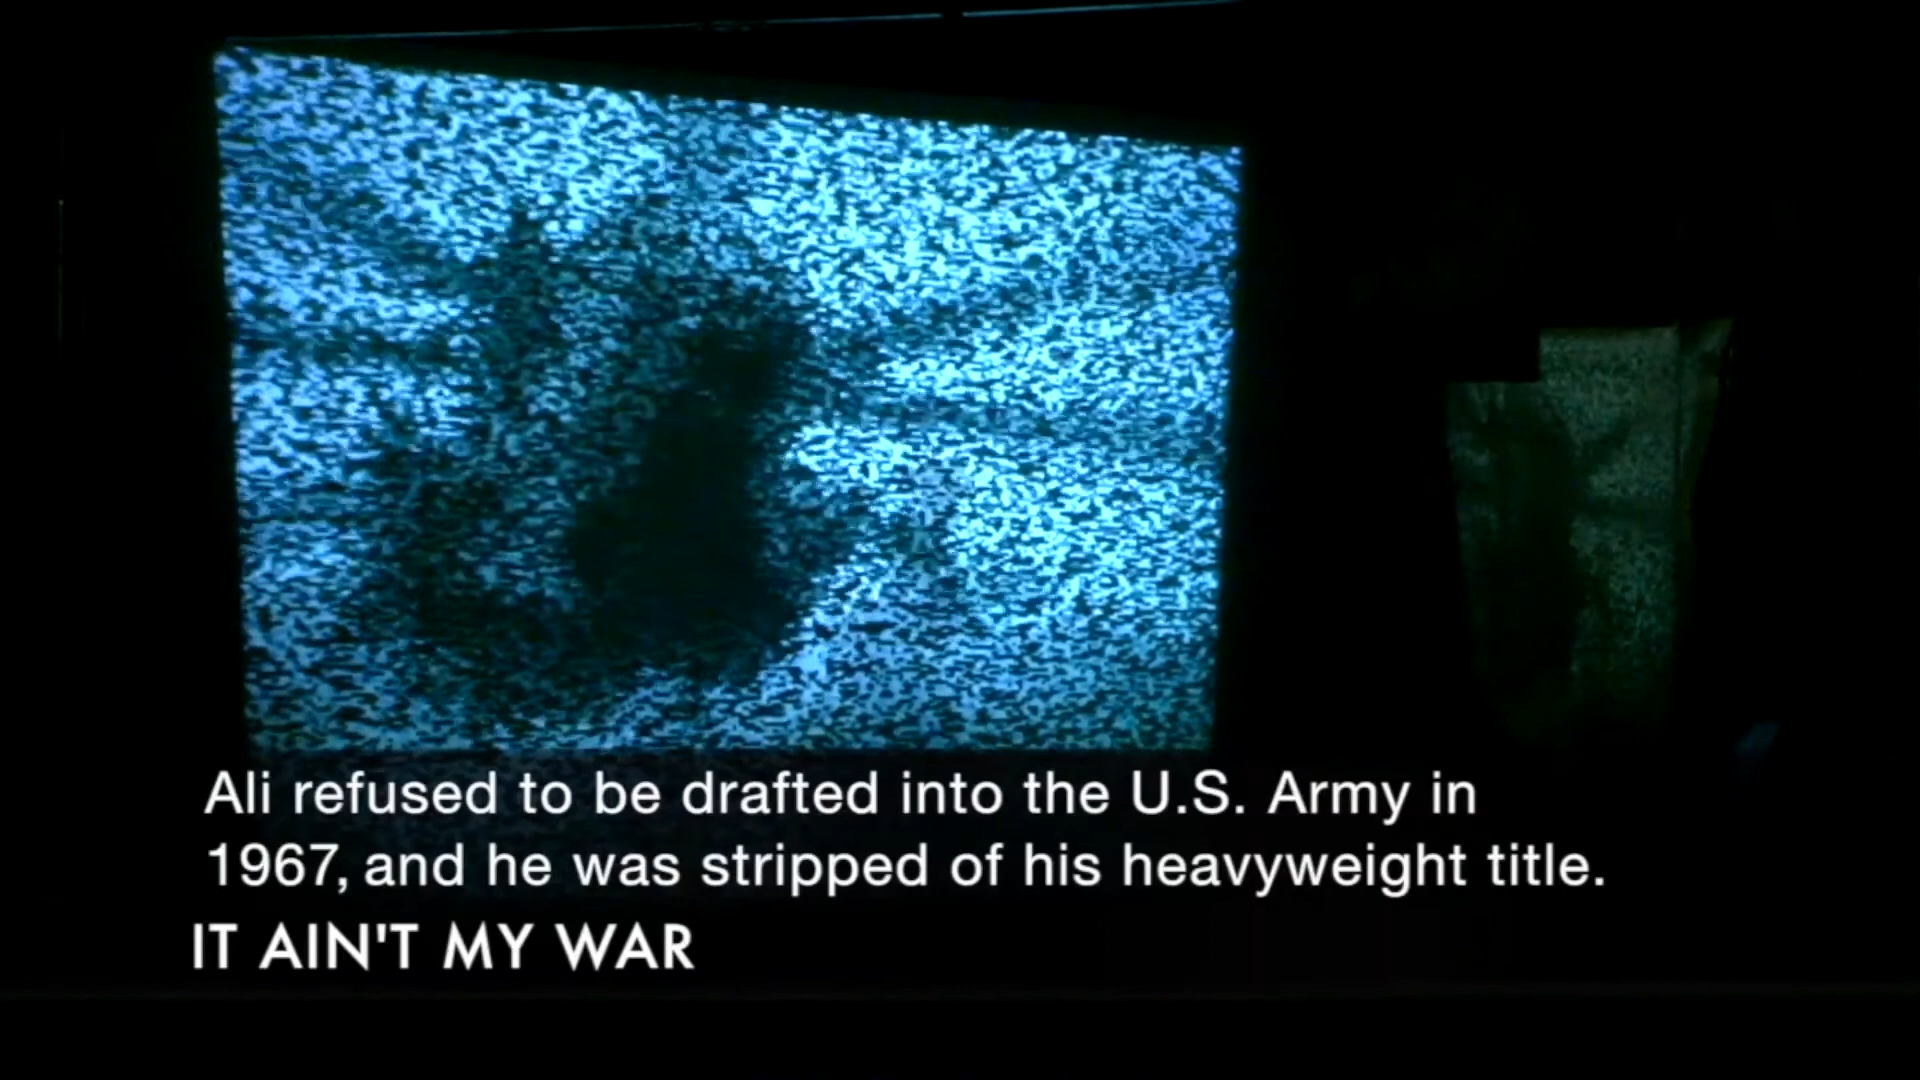 Ali refused to be drafted into the U.S. Army in
1967, and he was stripped of his heavyweight title.
IT AIN'T MY WAR